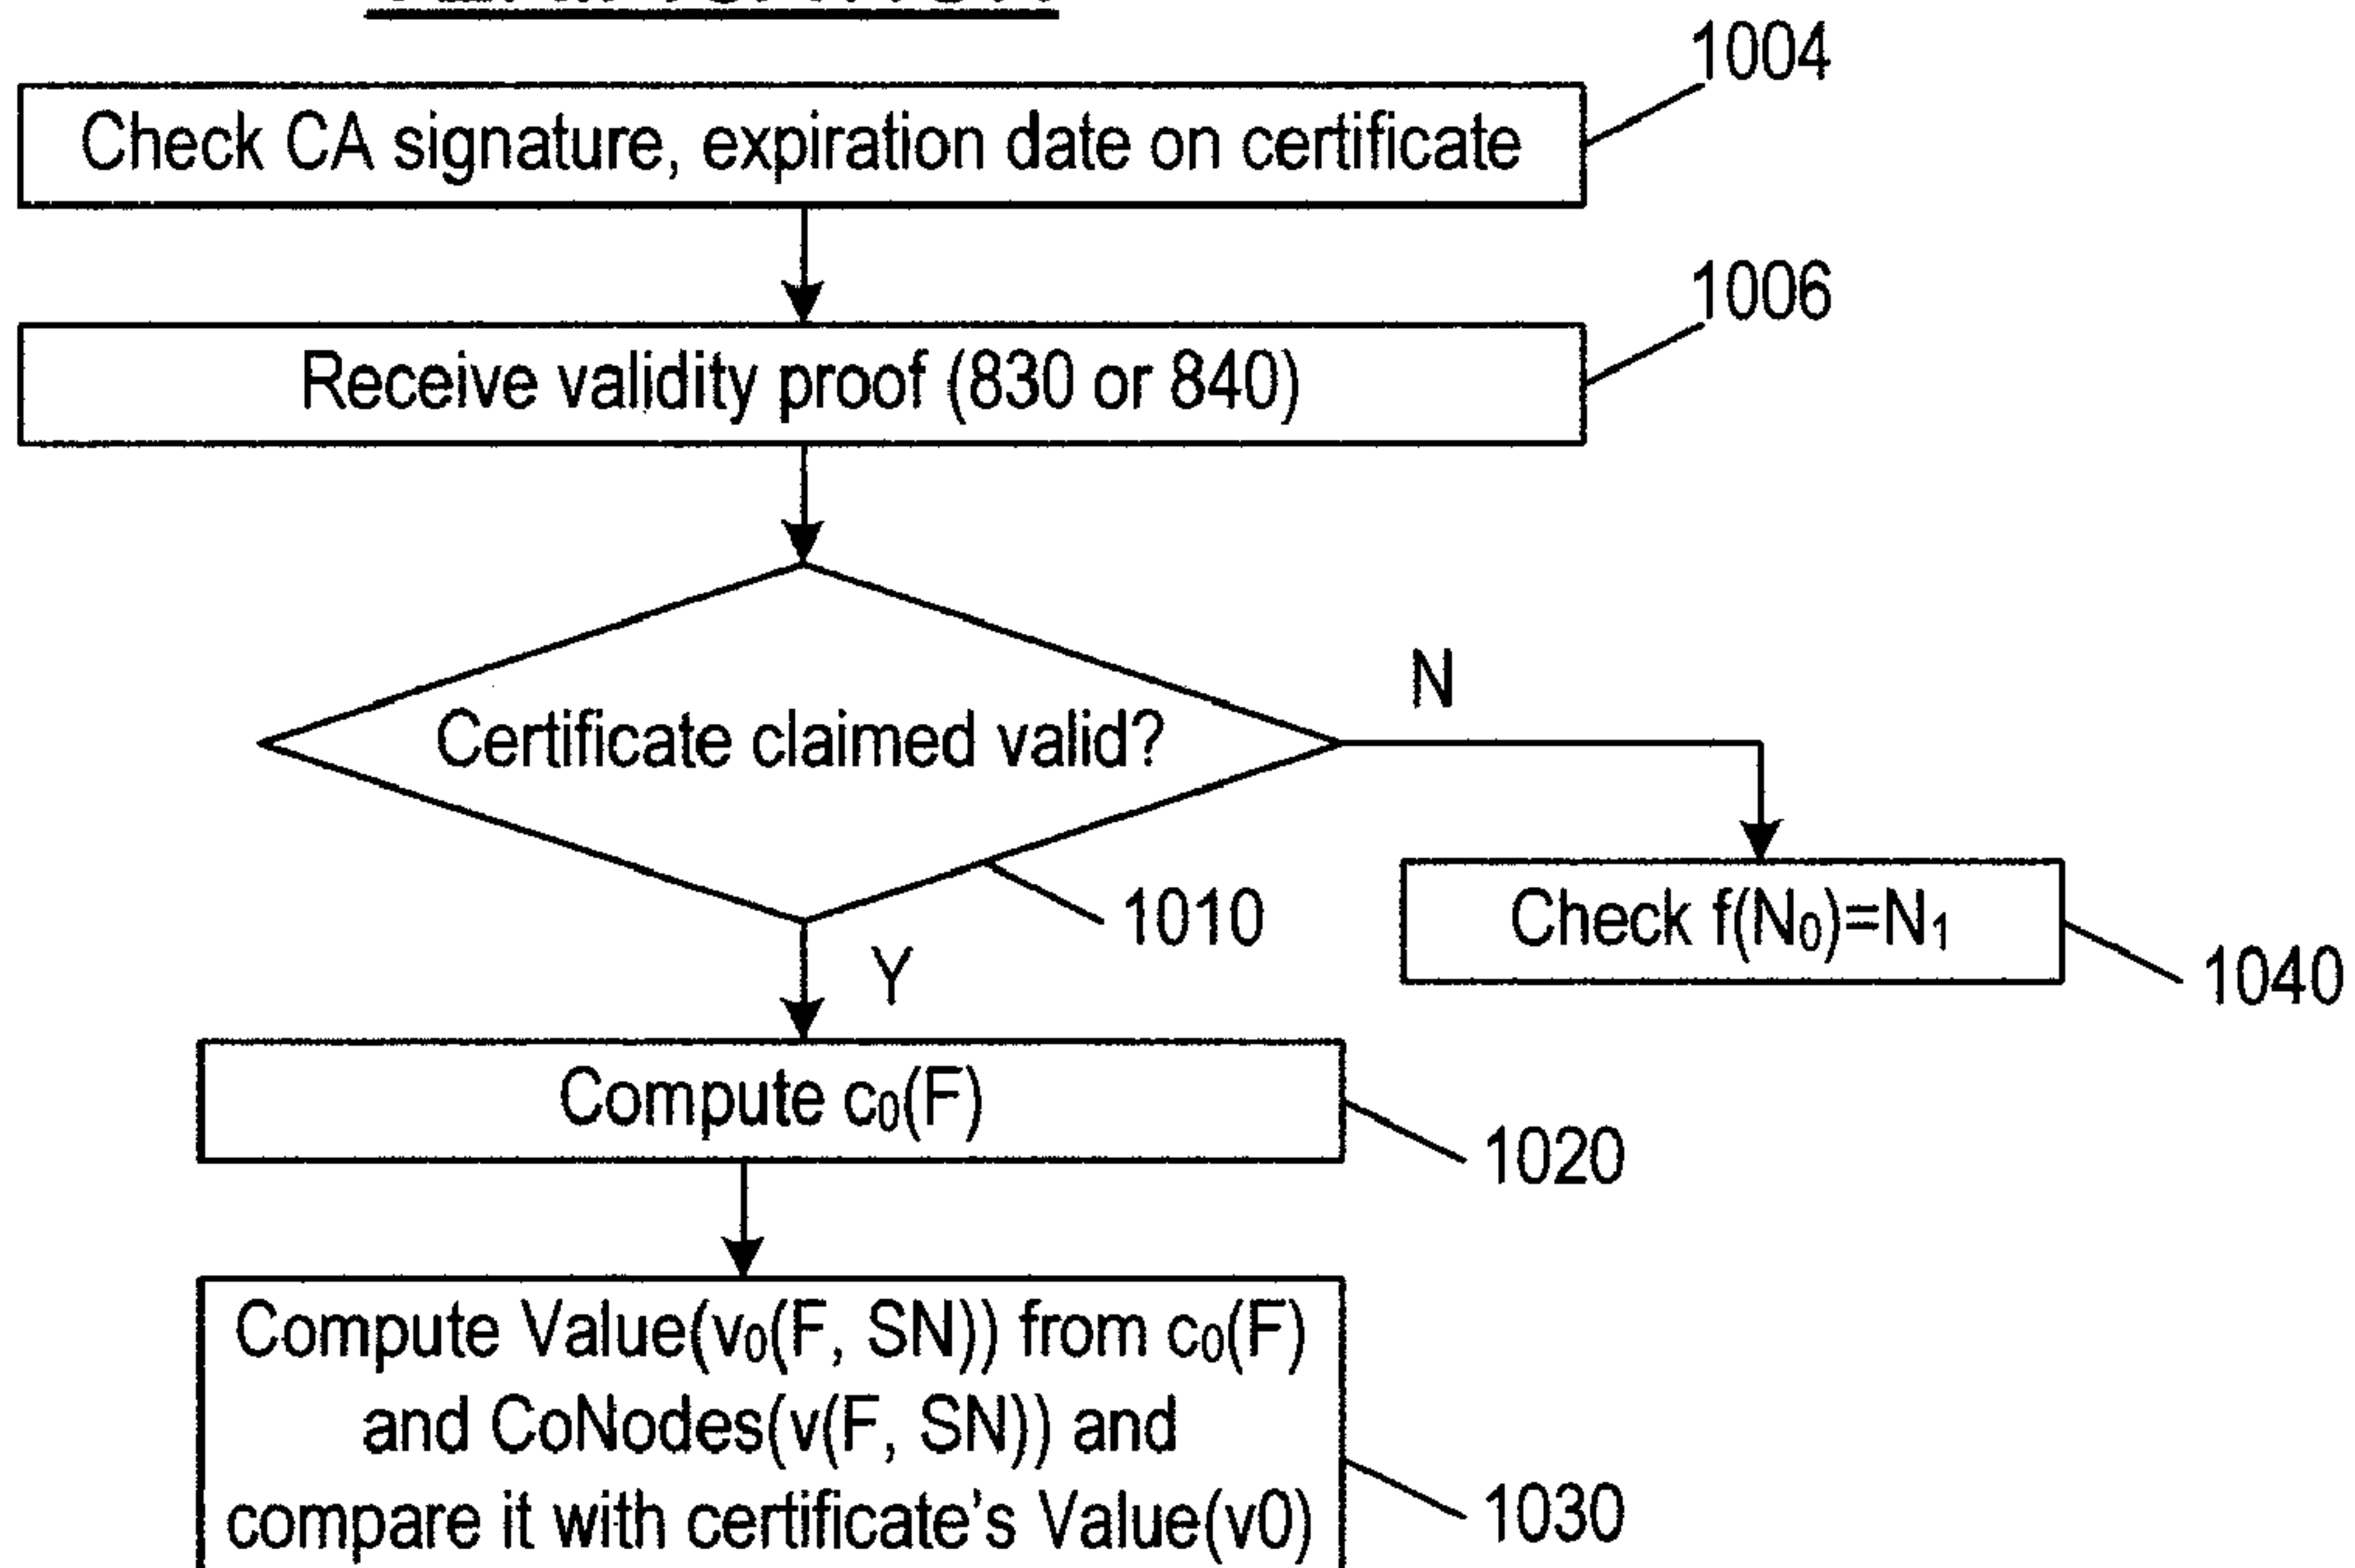 1004
Check CA signature, expiration date on certificate
1006
Receive validity proof (830 or 840)
N
Certificate claimed valid?
1010
Check f(N₀)=N₁
1040
Y
Compute c₀(F)
1020
Compute Value(v₀(F, SN)) from c₀(F)
and CoNodes(v(F, SN)) and
compare it with certificate's Value(v0)
1030